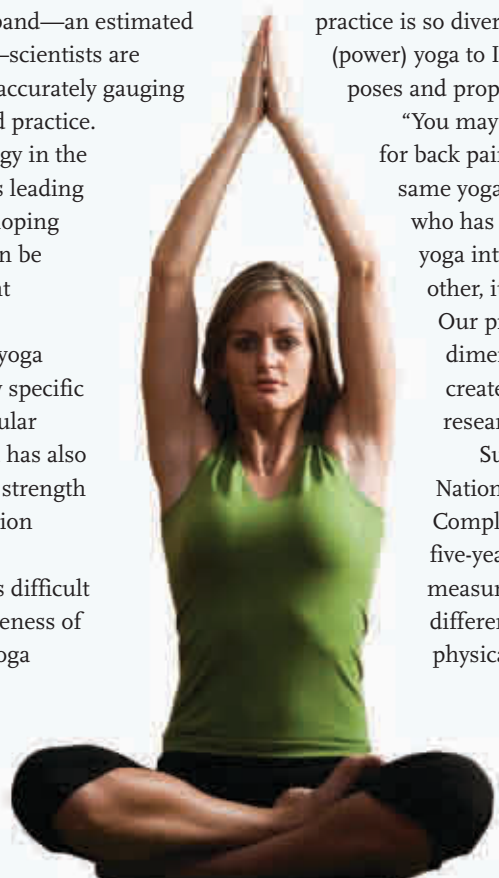 pand—an estimated
–scientists are
accurately gauging
d practice.
gy in the
s leading
oping
n be
t
yoga
specific
ular
has also
strength
ion
s difficult
eness of
oga
practice is so diver
(power) yoga to I
poses and prop
“You may
for back pai
same yoga
who has
yoga int
other, i
Our p
dime
create
resear
Su
Nation
Compl
five-yea
measu
differe
physica